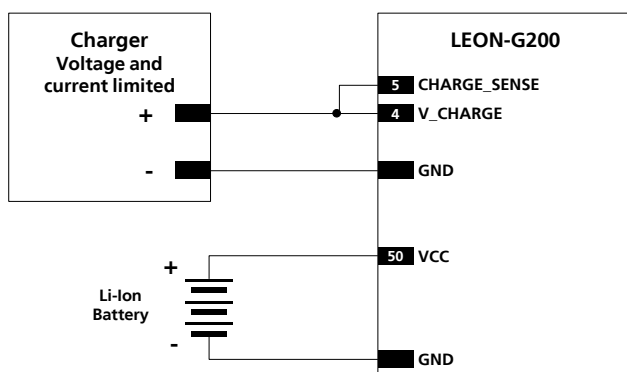 Charger
Voltage and
current limited
+
-
LEON-G200
5 CHARGE_SENSE
4 V_CHARGE
GND
50 VCC
+
Li-Ion
Battery
-
GND